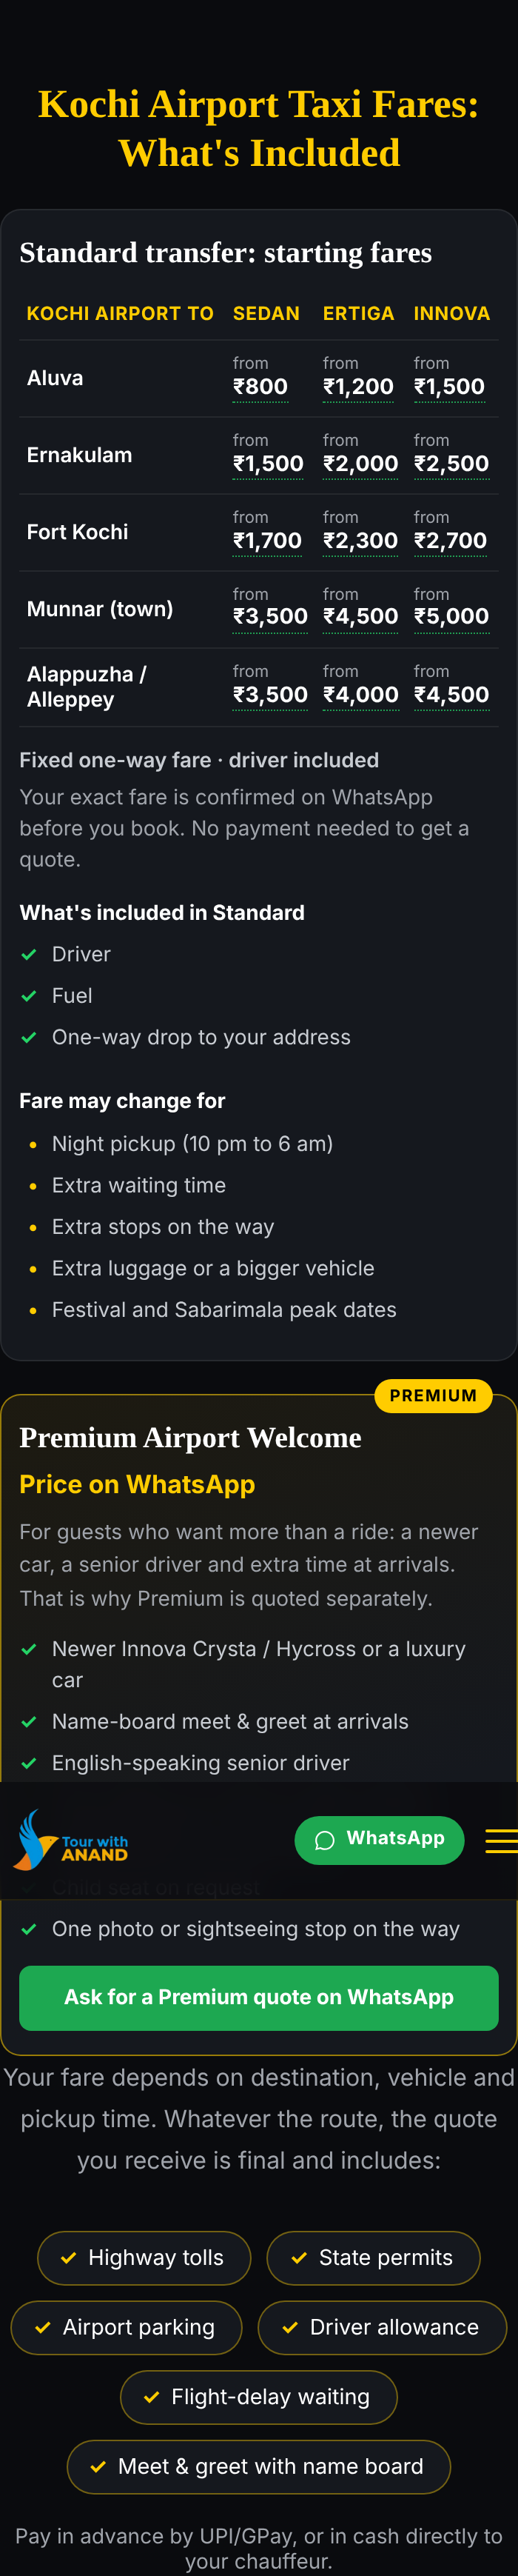 Kochi Airport Taxi Fares:
What's Included
Standard transfer: starting fares
KOCHI AIRPORT TO SEDAN ERTIGA INNOVA
Aluva from ₹800 from ₹1,200 from ₹1,500
Ernakulam from ₹1,500 from ₹2,000 from ₹2,500
Fort Kochi from ₹1,700 from ₹2,300 from ₹2,700
Munnar (town) from ₹3,500 from ₹4,500 from ₹5,000
Alappuzha /
Alleppey from ₹3,500 from ₹4,000 from ₹4,500
Fixed one-way fare · driver included
Your exact fare is confirmed on WhatsApp
before you book. No payment needed to get a
quote.
What's included in Standard
✓ Driver
✓ Fuel
✓ One-way drop to your address
Fare may change for
• Night pickup (10 pm to 6 am)
• Extra waiting time
• Extra stops on the way
• Extra luggage or a bigger vehicle
• Festival and Sabarimala peak dates
PREMIUM
Premium Airport Welcome
Price on WhatsApp
For guests who want more than a ride: a newer
car, a senior driver and extra time at arrivals.
That is why Premium is quoted separately.
✓ Newer Innova Crysta / Hycross or a luxury
car
✓ Name-board meet & greet at arrivals
✓ English-speaking senior driver
Tour with
ANAND
WhatsApp
Child seat on request
✓ One photo or sightseeing stop on the way
Ask for a Premium quote on WhatsApp
Your fare depends on destination, vehicle and
pickup time. Whatever the route, the quote
you receive is final and includes:
✓ Highway tolls ✓ State permits
✓ Airport parking ✓ Driver allowance
✓ Flight-delay waiting
✓ Meet & greet with name board
Pay in advance by UPI/GPay, or in cash directly to
your chauffeur.